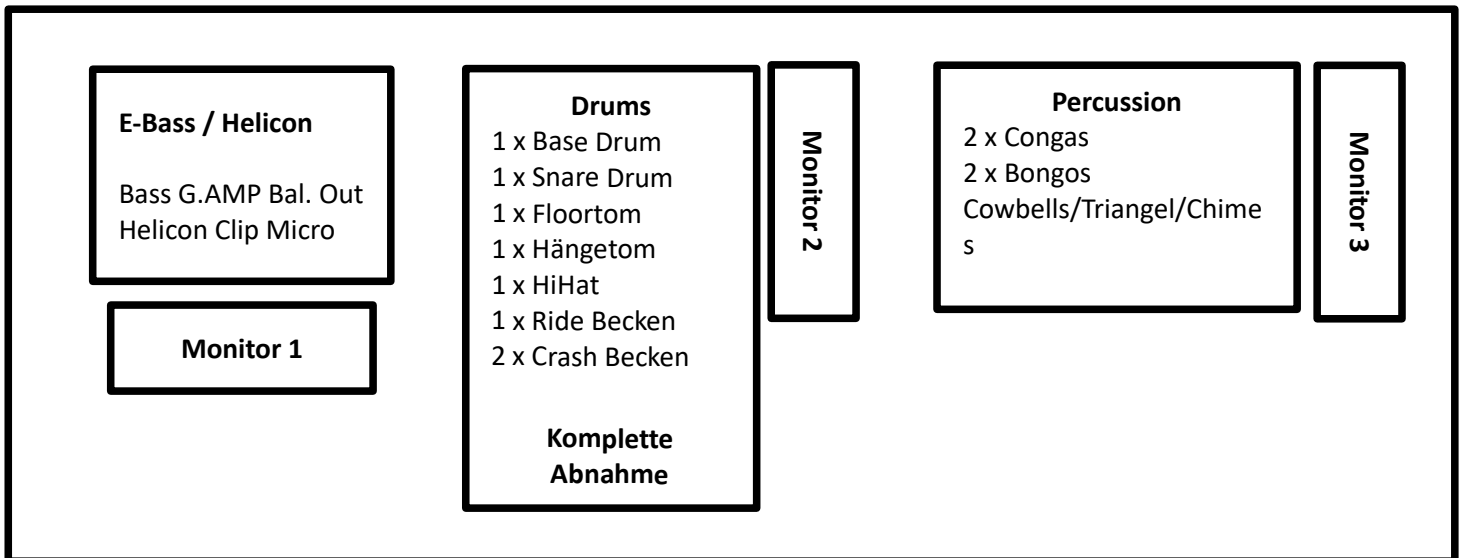 E-Bass / Helicon
Bass G.AMP Bal. Out
Helicon Clip Micro
Monitor 1
Drums
1 x Base Drum
1 x Snare Drum
1 x Floortom
1 x Hängetom
1 x HiHat
1 x Ride Becken
2 x Crash Becken
Komplette
Abnahme
Monitor 2
Percussion
2 x Congas
2 x Bongos
Cowbells/Triangel/Chime
s
Monitor 3